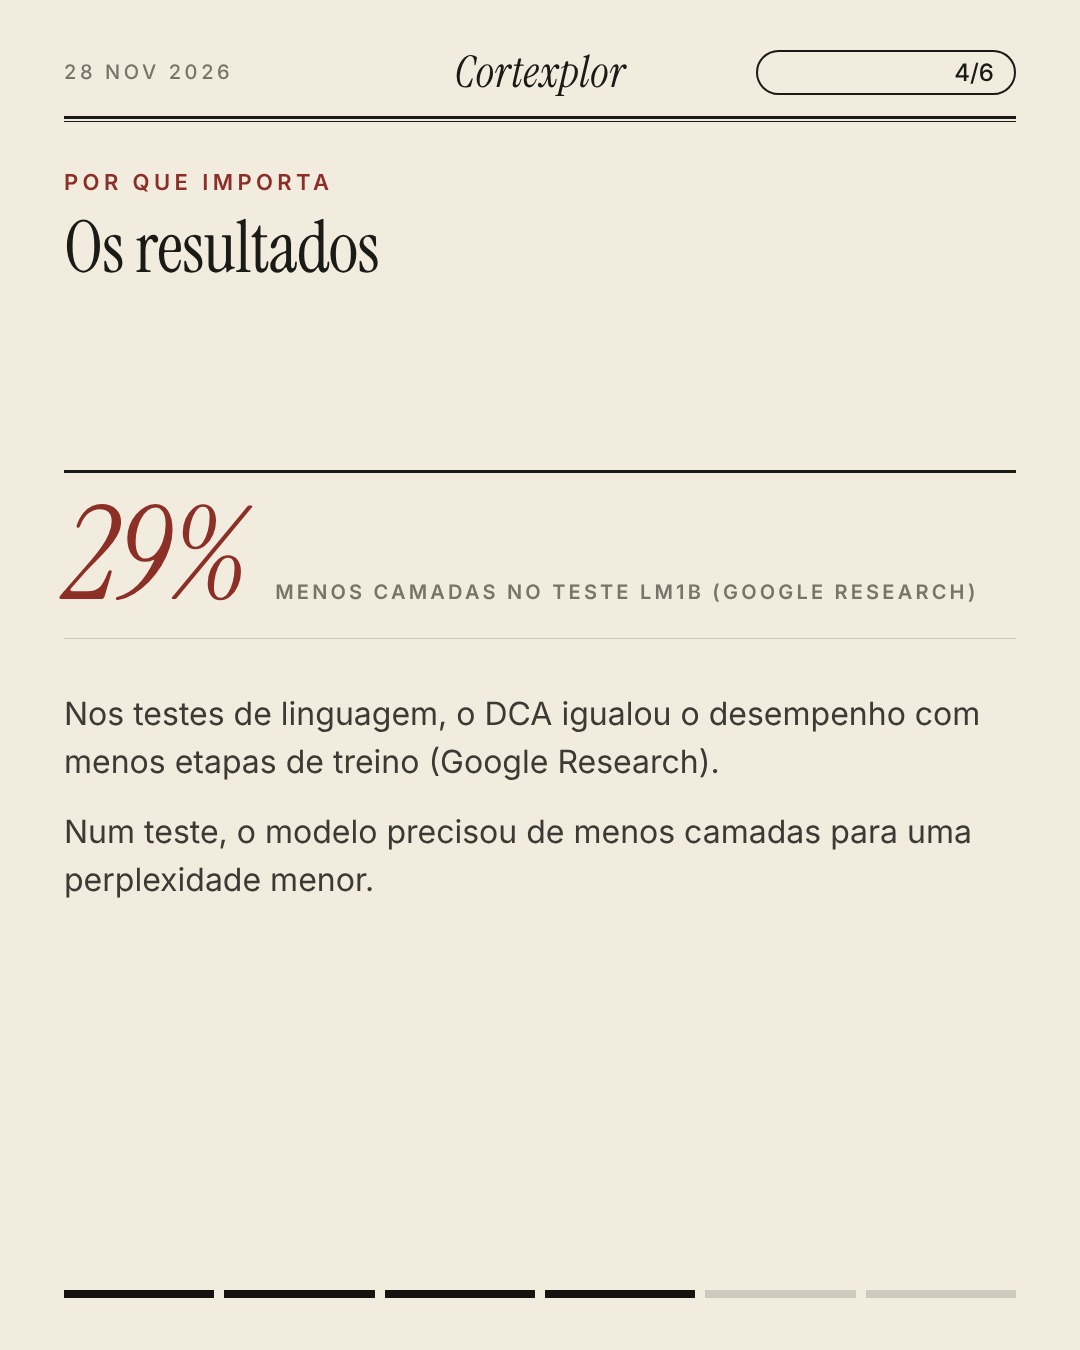 28 NOV 2026
Cortexplor
4/6
POR QUE IMPORTA
Os resultados
29%
MENOS CAMADAS NO TESTE LM1B (GOOGLE RESEARCH)
Nos testes de linguagem, o DCA igualou o desempenho com
menos etapas de treino (Google Research).
Num teste, o modelo precisou de menos camadas para uma
perplexidade menor.